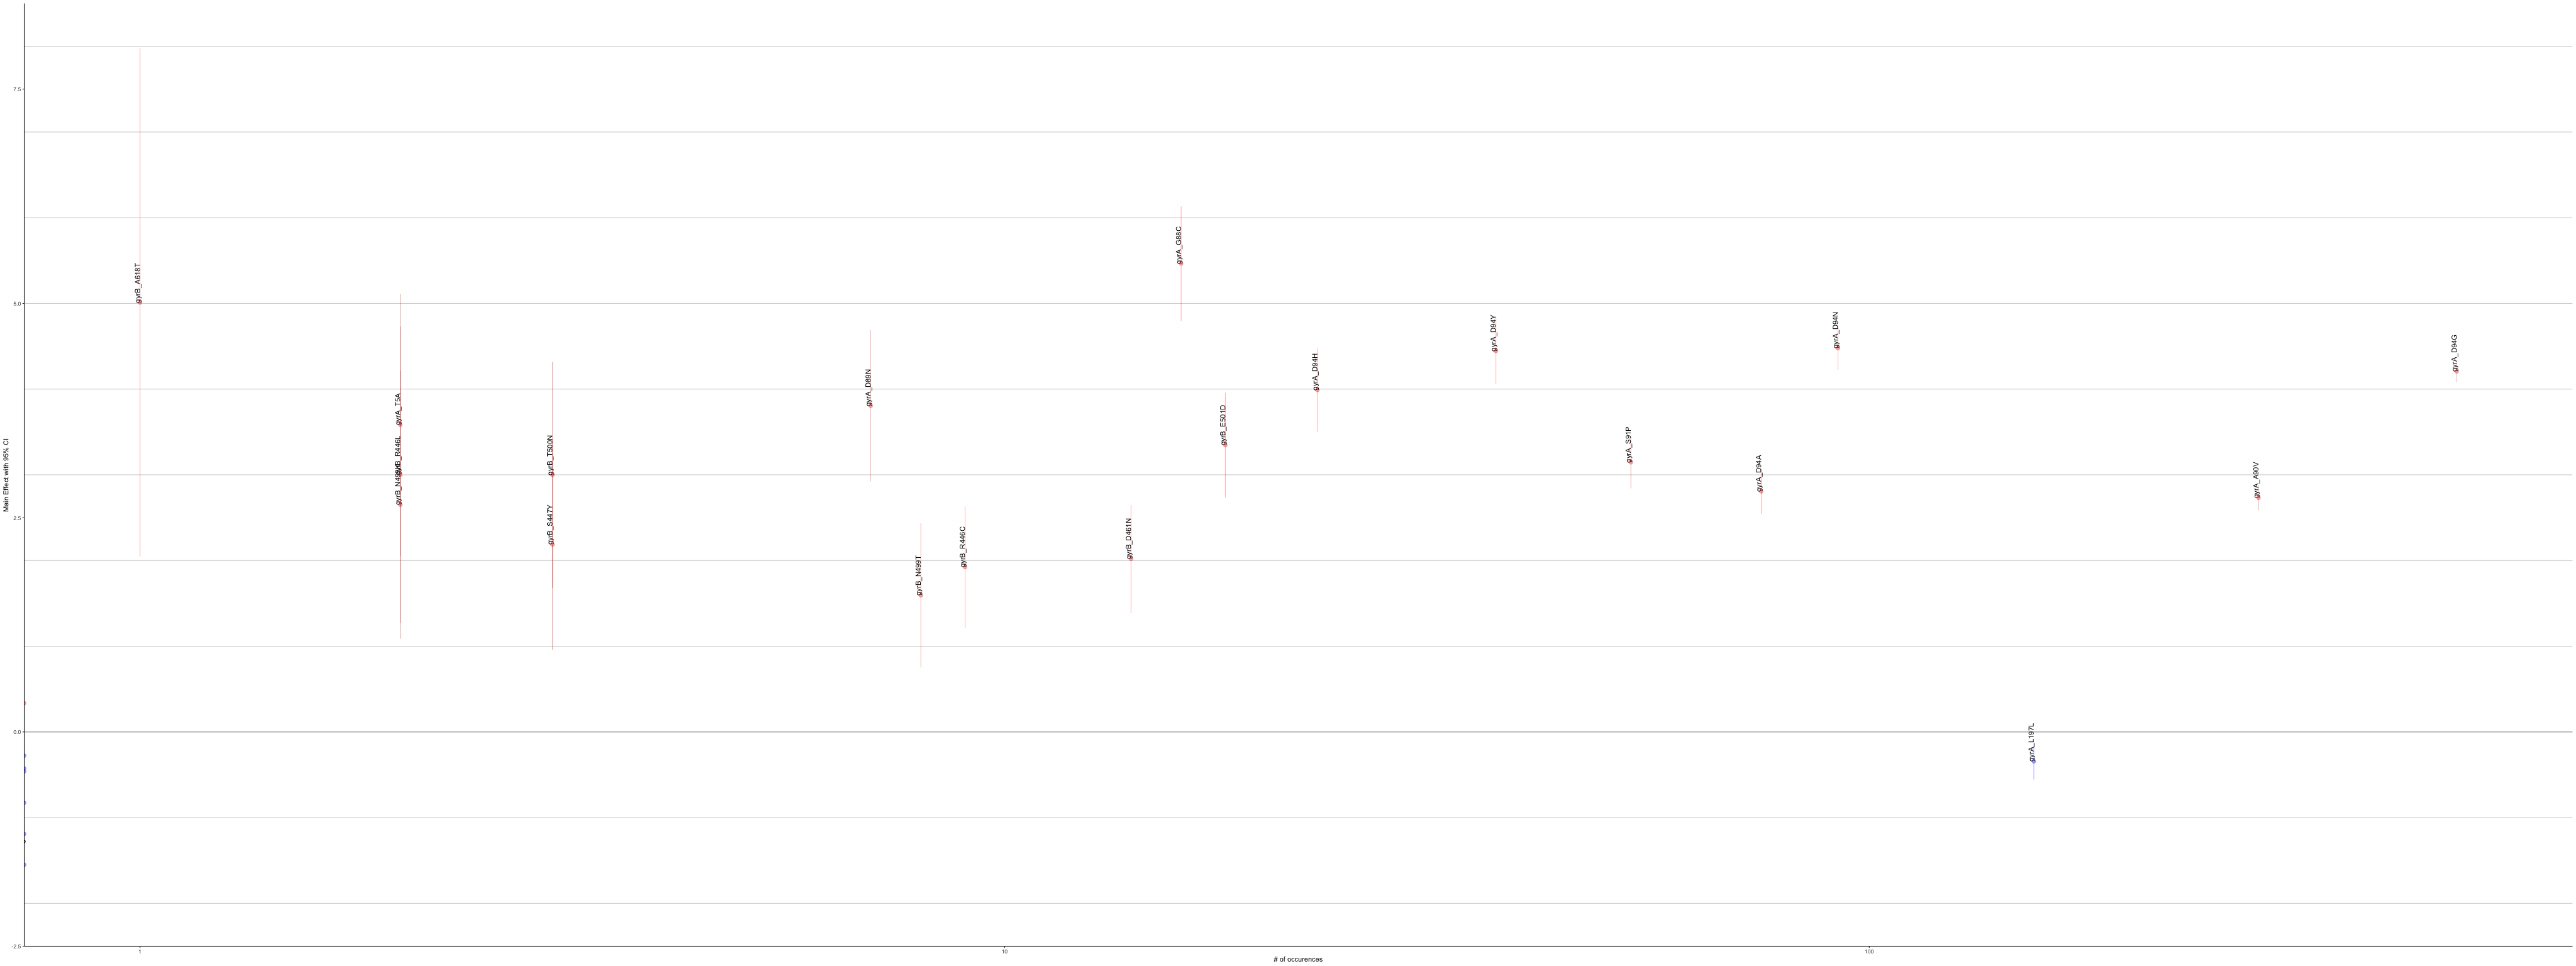 7.5
5.0
2.5
0.0
-2.5
Main Effect with 95% CI
gyrB_A618T
gyrA_G88C
gyrA_D94Y
gyrA_D94N
gyrA_D94G
gyrA_D94H
gyrA_D89N
gyrA_T5A
gyrB_E501D
gyrB_R446L
gyrB_T500N
gyrA_S91P
gyrA_D94A
gyrA_A90V
gyrB_S447Y
gyrB_D461N
gyrB_R446C
gyrB_N499T
gyrA_L197L
1
10
100
# of occurences